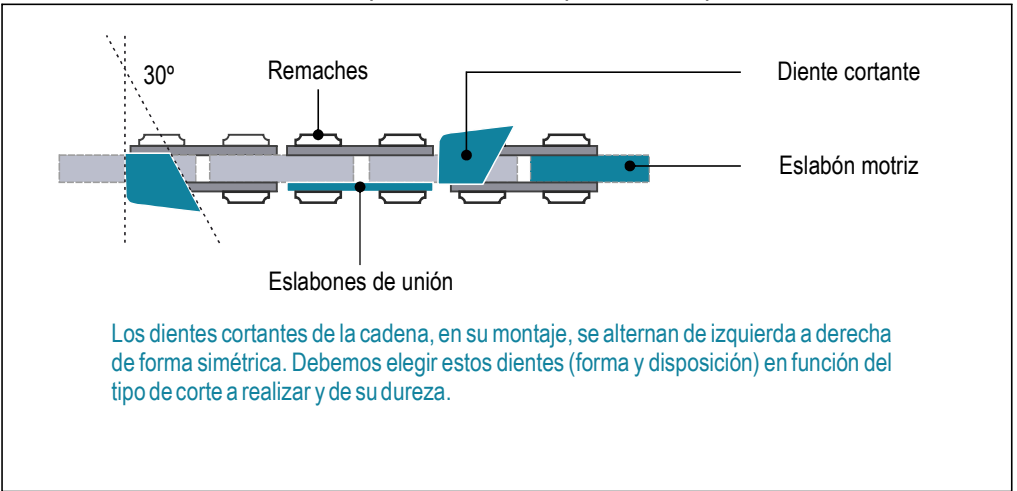 30º
Remaches
Diente cortante
Eslabón motriz
Eslabones de unión
Los dientes cortantes de la cadena, en su montaje, se alternan de izquierda a derecha
de forma simétrica. Debemos elegir estos dientes (forma y disposición) en función del
tipo de corte a realizar y de su dureza.